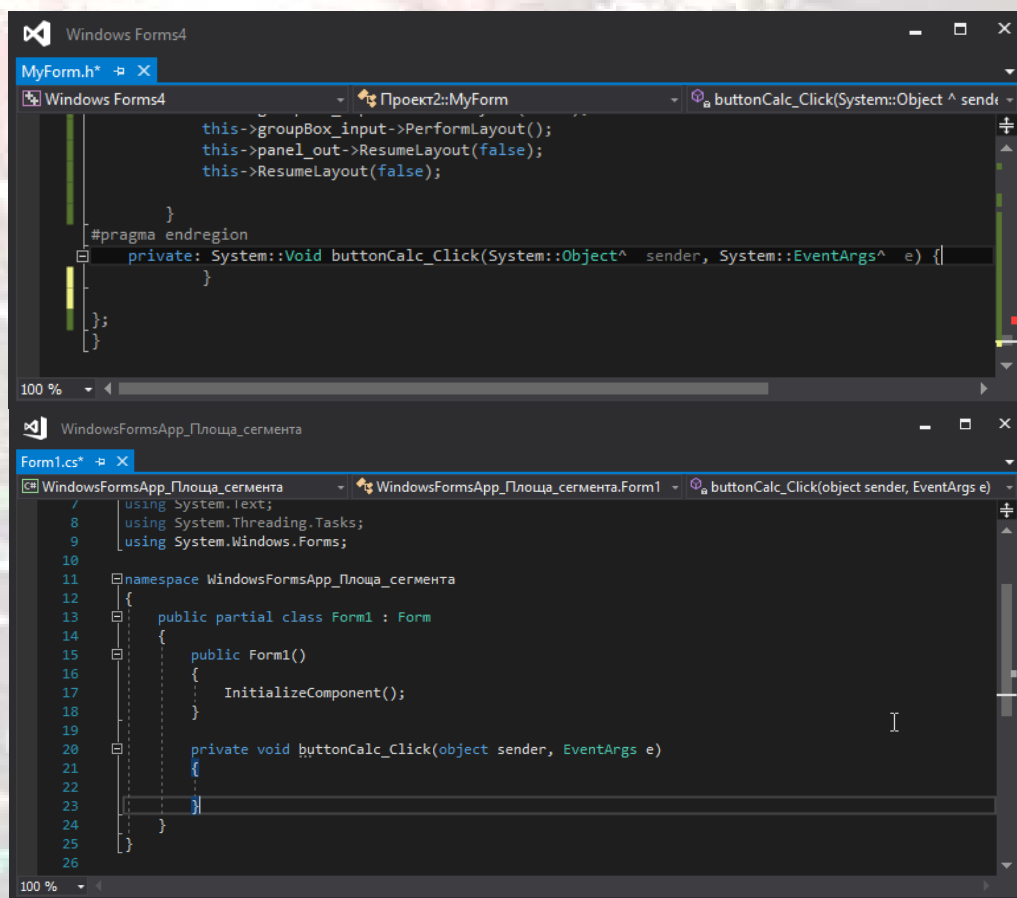 Windows Forms4
MyForm.h*
Windows Forms4 Проект2::MyForm buttonCalc_Click(System::Object ^ sende
this->groupBox_input->PerformLayout();
this->panel_out->ResumeLayout(false);
this->ResumeLayout(false);
}
#pragma endregion
private: System::Void buttonCalc_Click(System::Object^  sender, System::EventArgs^  e) {
}
};
}
100 %
WindowsFormsApp_Площа_сегмента
Form1.cs*
C# WindowsFormsApp_Площа_сегмента WindowsFormsApp_Площа_сегмента.Form1 buttonCalc_Click(object sender, EventArgs e)
7 using System.Text;
8 using System.Threading.Tasks;
9 using System.Windows.Forms;
10
11 namespace WindowsFormsApp_Площа_сегмента
12 {
13 public partial class Form1 : Form
14 {
15 public Form1()
16 {
17 InitializeComponent();
18 }
19
20 private void buttonCalc_Click(object sender, EventArgs e)
21 {
22
23 }
24 }
25 }
26
100 %